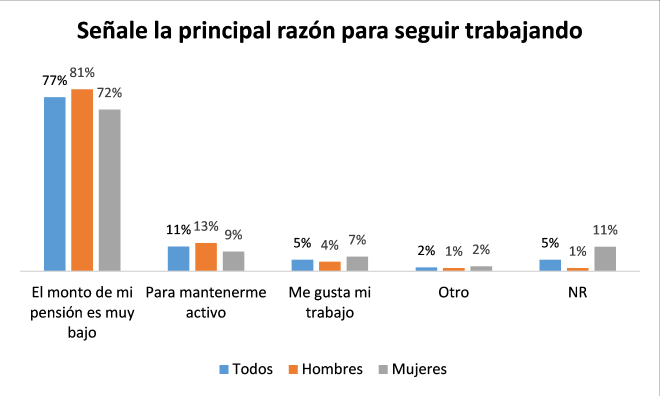 Señale la principal razón para seguir trabajando
77% 81% 72%
11% 13% 9%
5% 4% 7%
2% 1% 2%
5% 1% 11%
El monto de mi
pensión es muy
bajo
Para mantenerme
activo
Me gusta mi
trabajo
Otro
NR
Todos Hombres Mujeres